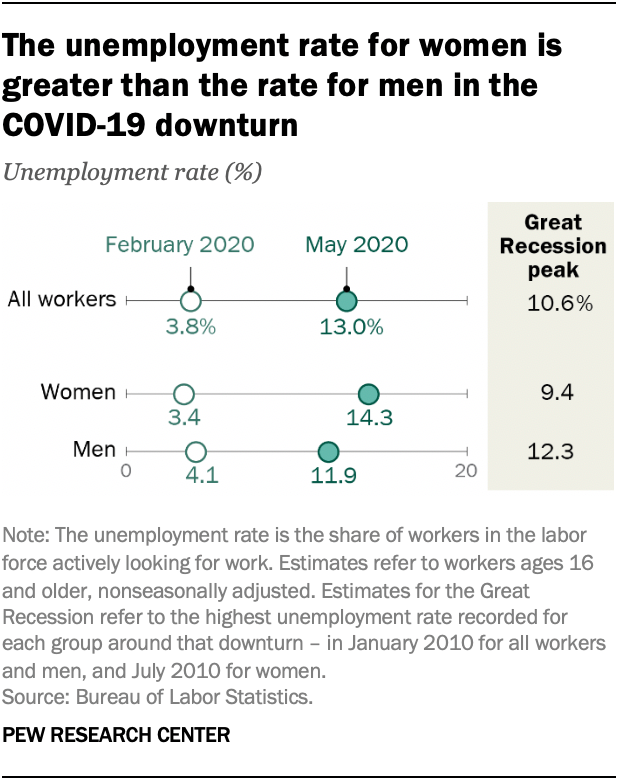 The unemployment rate for women is
greater than the rate for men in the
COVID-19 downturn
Unemployment rate (%)
Great
Recession
peak
February 2020
May 2020
All workers
3.8%
13.0%
10.6%
Women
3.4
14.3
9.4
Men
0
4.1
11.9
20
12.3
Note: The unemployment rate is the share of workers in the labor
force actively looking for work. Estimates refer to workers ages 16
and older, nonseasonally adjusted. Estimates for the Great
Recession refer to the highest unemployment rate recorded for
each group around that downturn – in January 2010 for all workers
and men, and July 2010 for women.
Source: Bureau of Labor Statistics.
PEW RESEARCH CENTER